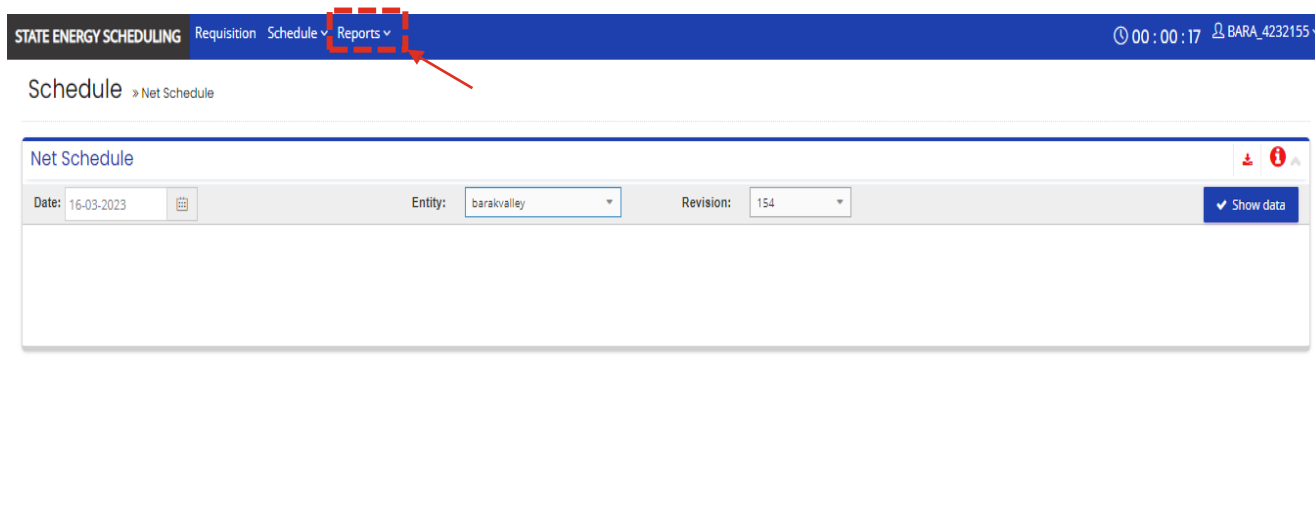 STATE ENERGY SCHEDULING Requisition Schedule Reports 00 : 00 : 17 BARA_4232155
Schedule » Net Schedule
Net Schedule
Date: 16-03-2023 Entity: barakvalley Revision: 154 Show data